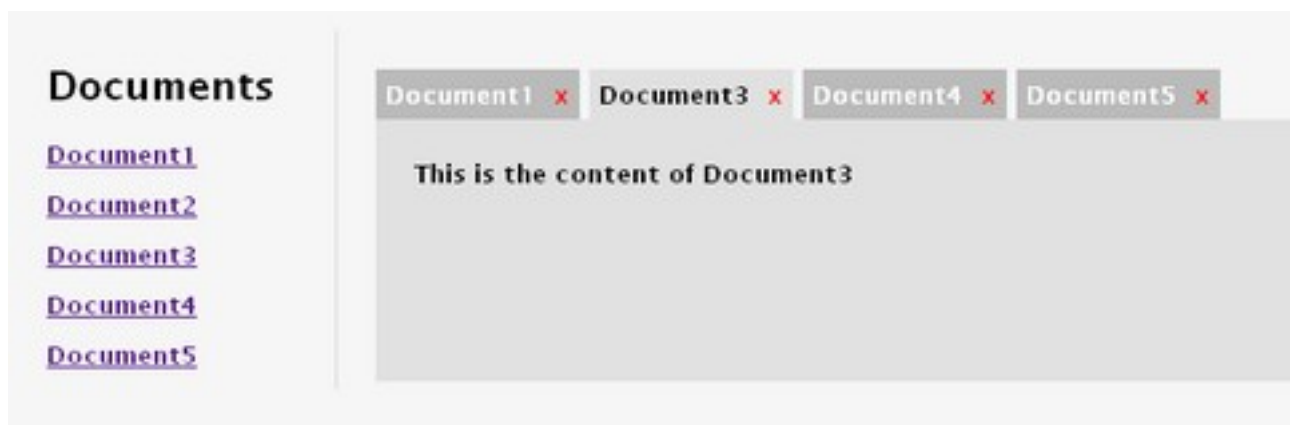 Documents
Document1
Document2
Document3
Document4
Document5
Document1 x Document3 x Document4 x Document5 x
This is the content of Document3